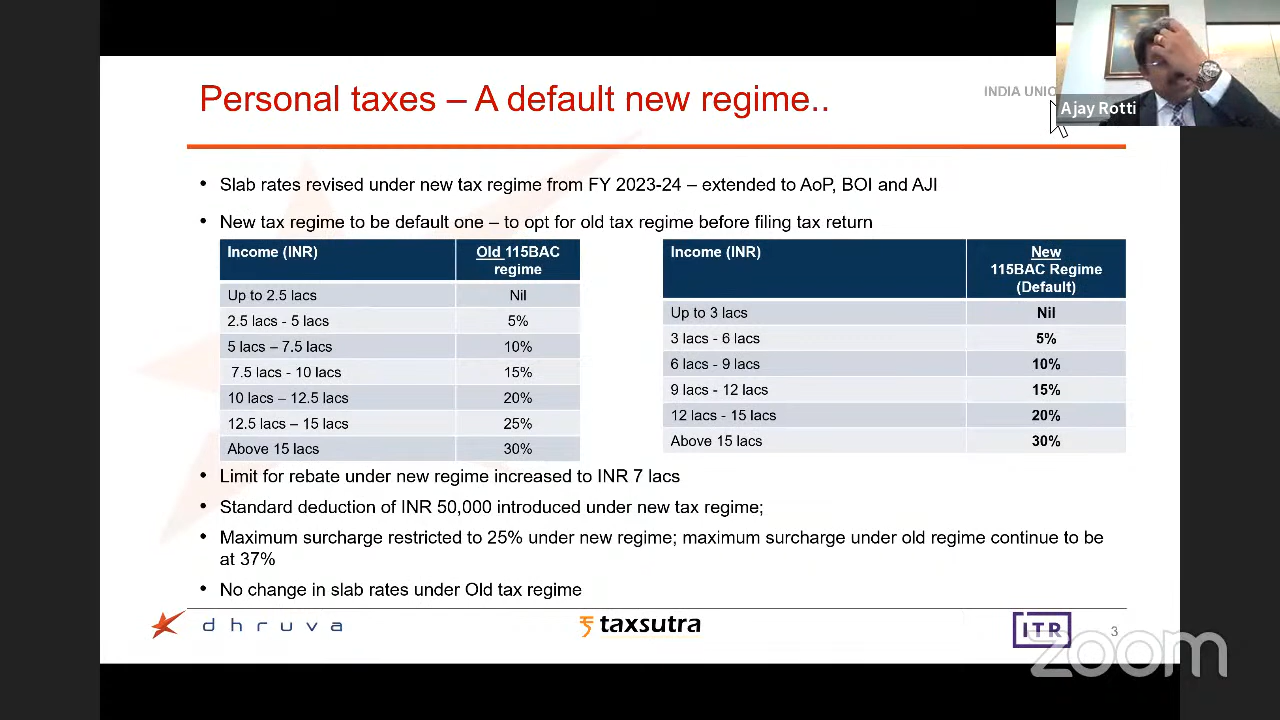 Personal taxes – A default new regime..
INDIA UNIO
Ajay Rotti
• Slab rates revised under new tax regime from FY 2023-24 – extended to AoP, BOI and AJI
• New tax regime to be default one – to opt for old tax regime before filing tax return
Income (INR) Old 115BAC
regime
Up to 2.5 lacs Nil
2.5 lacs - 5 lacs 5%
5 lacs – 7.5 lacs 10%
7.5 lacs - 10 lacs 15%
10 lacs – 12.5 lacs 20%
12.5 lacs – 15 lacs 25%
Above 15 lacs 30%
Income (INR) New
115BAC Regime
(Default)
Up to 3 lacs Nil
3 lacs - 6 lacs 5%
6 lacs - 9 lacs 10%
9 lacs - 12 lacs 15%
12 lacs - 15 lacs 20%
Above 15 lacs 30%
• Limit for rebate under new regime increased to INR 7 lacs
• Standard deduction of INR 50,000 introduced under new tax regime;
• Maximum surcharge restricted to 25% under new regime; maximum surcharge under old regime continue to be
at 37%
• No change in slab rates under Old tax regime
dhruva
₹ taxsutra
ITR
3
zoom